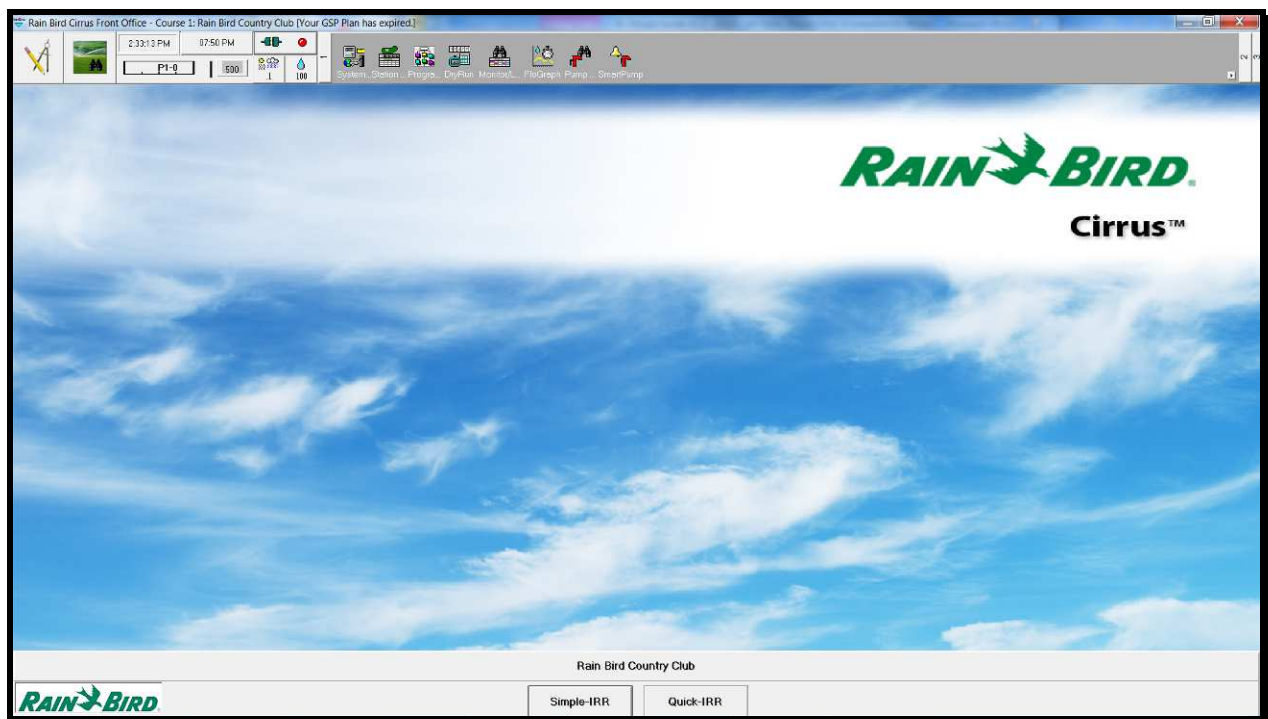 Rain Bird Cirrus Front Office - Course 1: Rain Bird Country Club [Your GSP Plan has expired.]
2:33:13 PM 07:50 PM
P1-0 500 .1 100
System.. Station... Progra... DryRun Monitor/L... FloGraph Pump... SmartPump
2
3
RAIN BIRD®
Cirrus™
Rain Bird Country Club
RAIN BIRD
Simple-IRR Quick-IRR